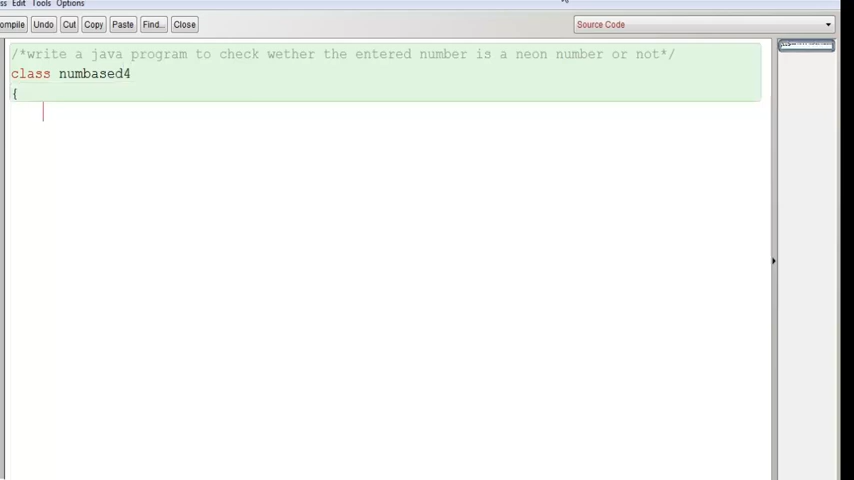 ss Edit Tools Options
ompile Undo Cut Copy Paste Find... Close Source Code
/*write a java program to check wether the entered number is a neon number or not*/
class numbased4
{